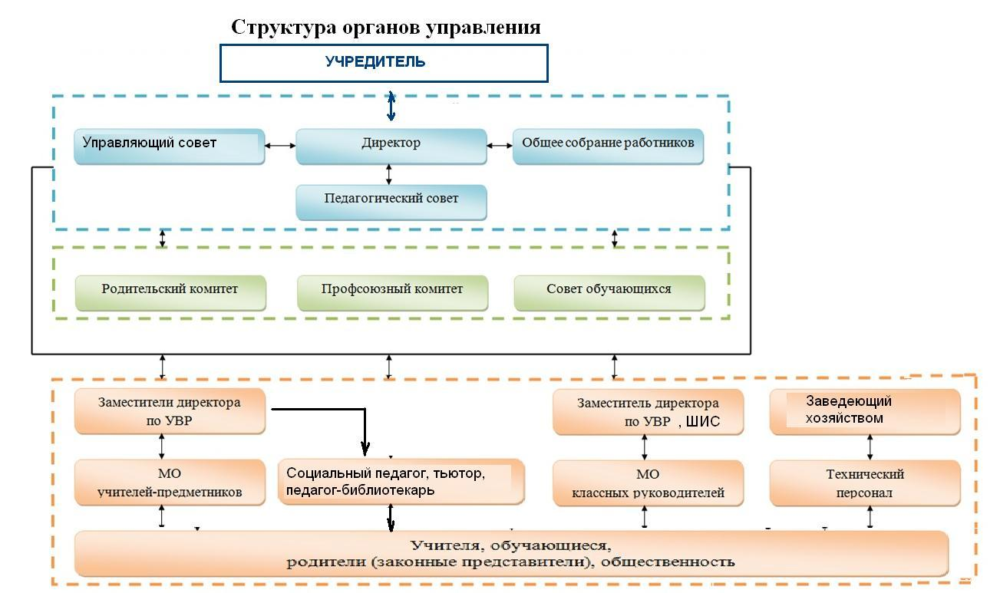 Структура органов управления
УЧРЕДИТЕЛЬ
Управляющий совет
Директор
Общее собрание работников
Педагогический совет
Родительский комитет
Профсоюзный комитет
Совет обучающихся
Заместители директора
по УВР
Заместитель директора
по УВР , ШИС
Заведеющий
хозяйством
МО
учителей-предметников
Социальный педагог, тьютор,
педагог-библиотекарь
МО
классных руководителей
Технический
персонал
Учителя, обучающиеся,
родители (законные представители), общественность